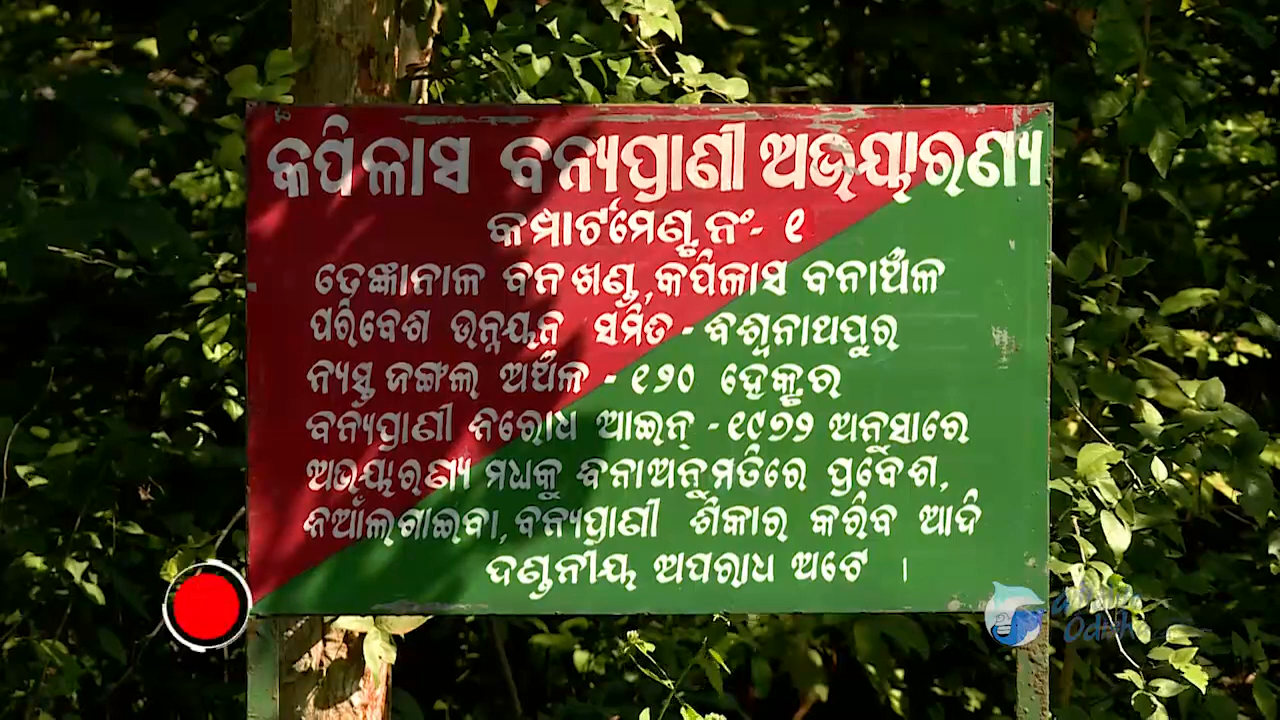 କପିଳାସ ବନ୍ୟପ୍ରାଣୀ ଅଭୟାରଣ୍ୟ
କମ୍ପାର୍ଟମେଣ୍ଟ ନଂ- ୧
ଢେଙ୍କାନାଳ ବନଖଣ୍ଡ, କପିଳାସ ବନାଞ୍ଚଳ
ପରିବେଶ ଉନ୍ନୟନ ସମିତି - ବିଶ୍ୱନାଥପୁର
ନ୍ୟସ୍ତ ଜଙ୍ଗଲ ଅଞ୍ଚଳ - ୧୨୦ ହେକ୍ଟର
ବନ୍ୟପ୍ରାଣୀ ନିରୋଧ ଆଇନ୍ - ୧୯୭୨ ଅନୁସାରେ
ଅଭୟାରଣ୍ୟ ମଧ୍ୟକୁ ବିନାଅନୁମତିରେ ପ୍ରବେଶ,
ନିଆଁଲଗାଇବା, ବନ୍ୟପ୍ରାଣୀ ଶିକାର କରିବ ଆଦି
ଦଣ୍ଡନୀୟ ଅପରାଧ ଅଟେ ।